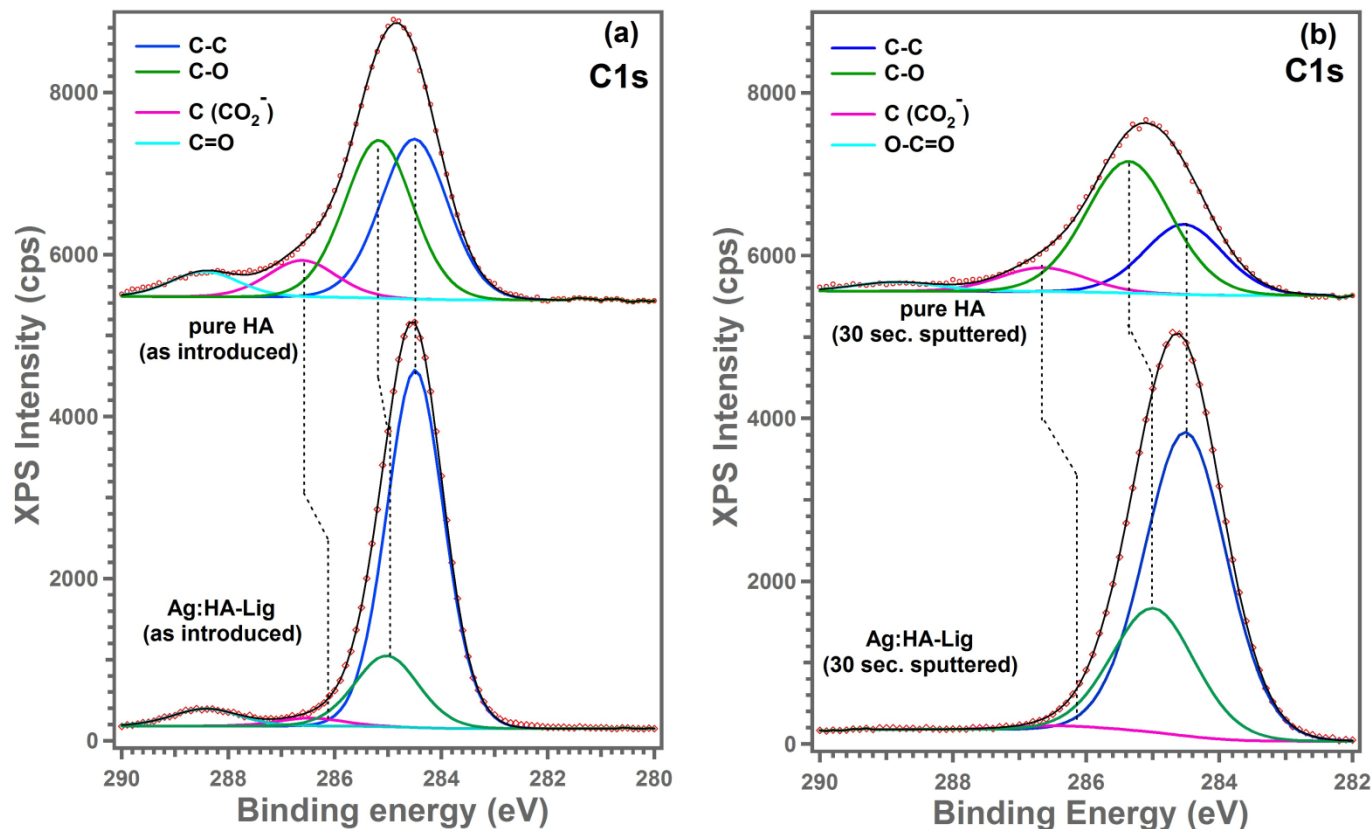 (a)
C1s
C-C
C-O
C (CO2-)
C=O
pure HA
(as introduced)
Ag:HA-Lig
(as introduced)
8000
6000
4000
2000
0
XPS Intensity (cps)
290
288
286
284
282
280
Binding energy (eV)
(b)
C1s
C-C
C-O
C (CO2-)
O-C=O
pure HA
(30 sec. sputtered)
Ag:HA-Lig
(30 sec. sputtered)
8000
6000
4000
2000
0
XPS Intensity (cps)
290
288
286
284
282
Binding Energy (eV)